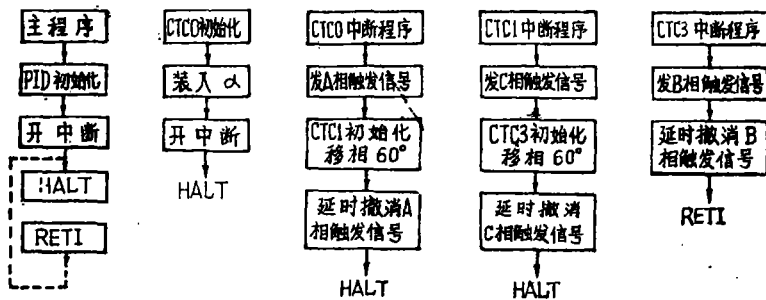 主程序
PID初始化
开中断
HALT
RETI
CTC0初始化
装入 α
开中断
HALT
CTC0中断程序
发A相触发信号
CTC1初始化
移相60°
延时撤消A
相触发信号
HALT
CTC1中断程序
发C相触发信号
CTC3初始化
移相60°
延时撤消
C相触发信号
HALT
CTC3中断程序
发B相触发信号
延时撤消B
相触发信号
RETI